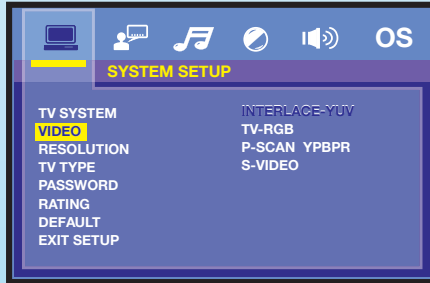 OS
SYSTEM SETUP
TV SYSTEM
VIDEO
RESOLUTION
TV TYPE
PASSWORD
RATING
DEFAULT
EXIT SETUP
INTERLACE-YUV
TV-RGB
P-SCAN YPBPR
S-VIDEO